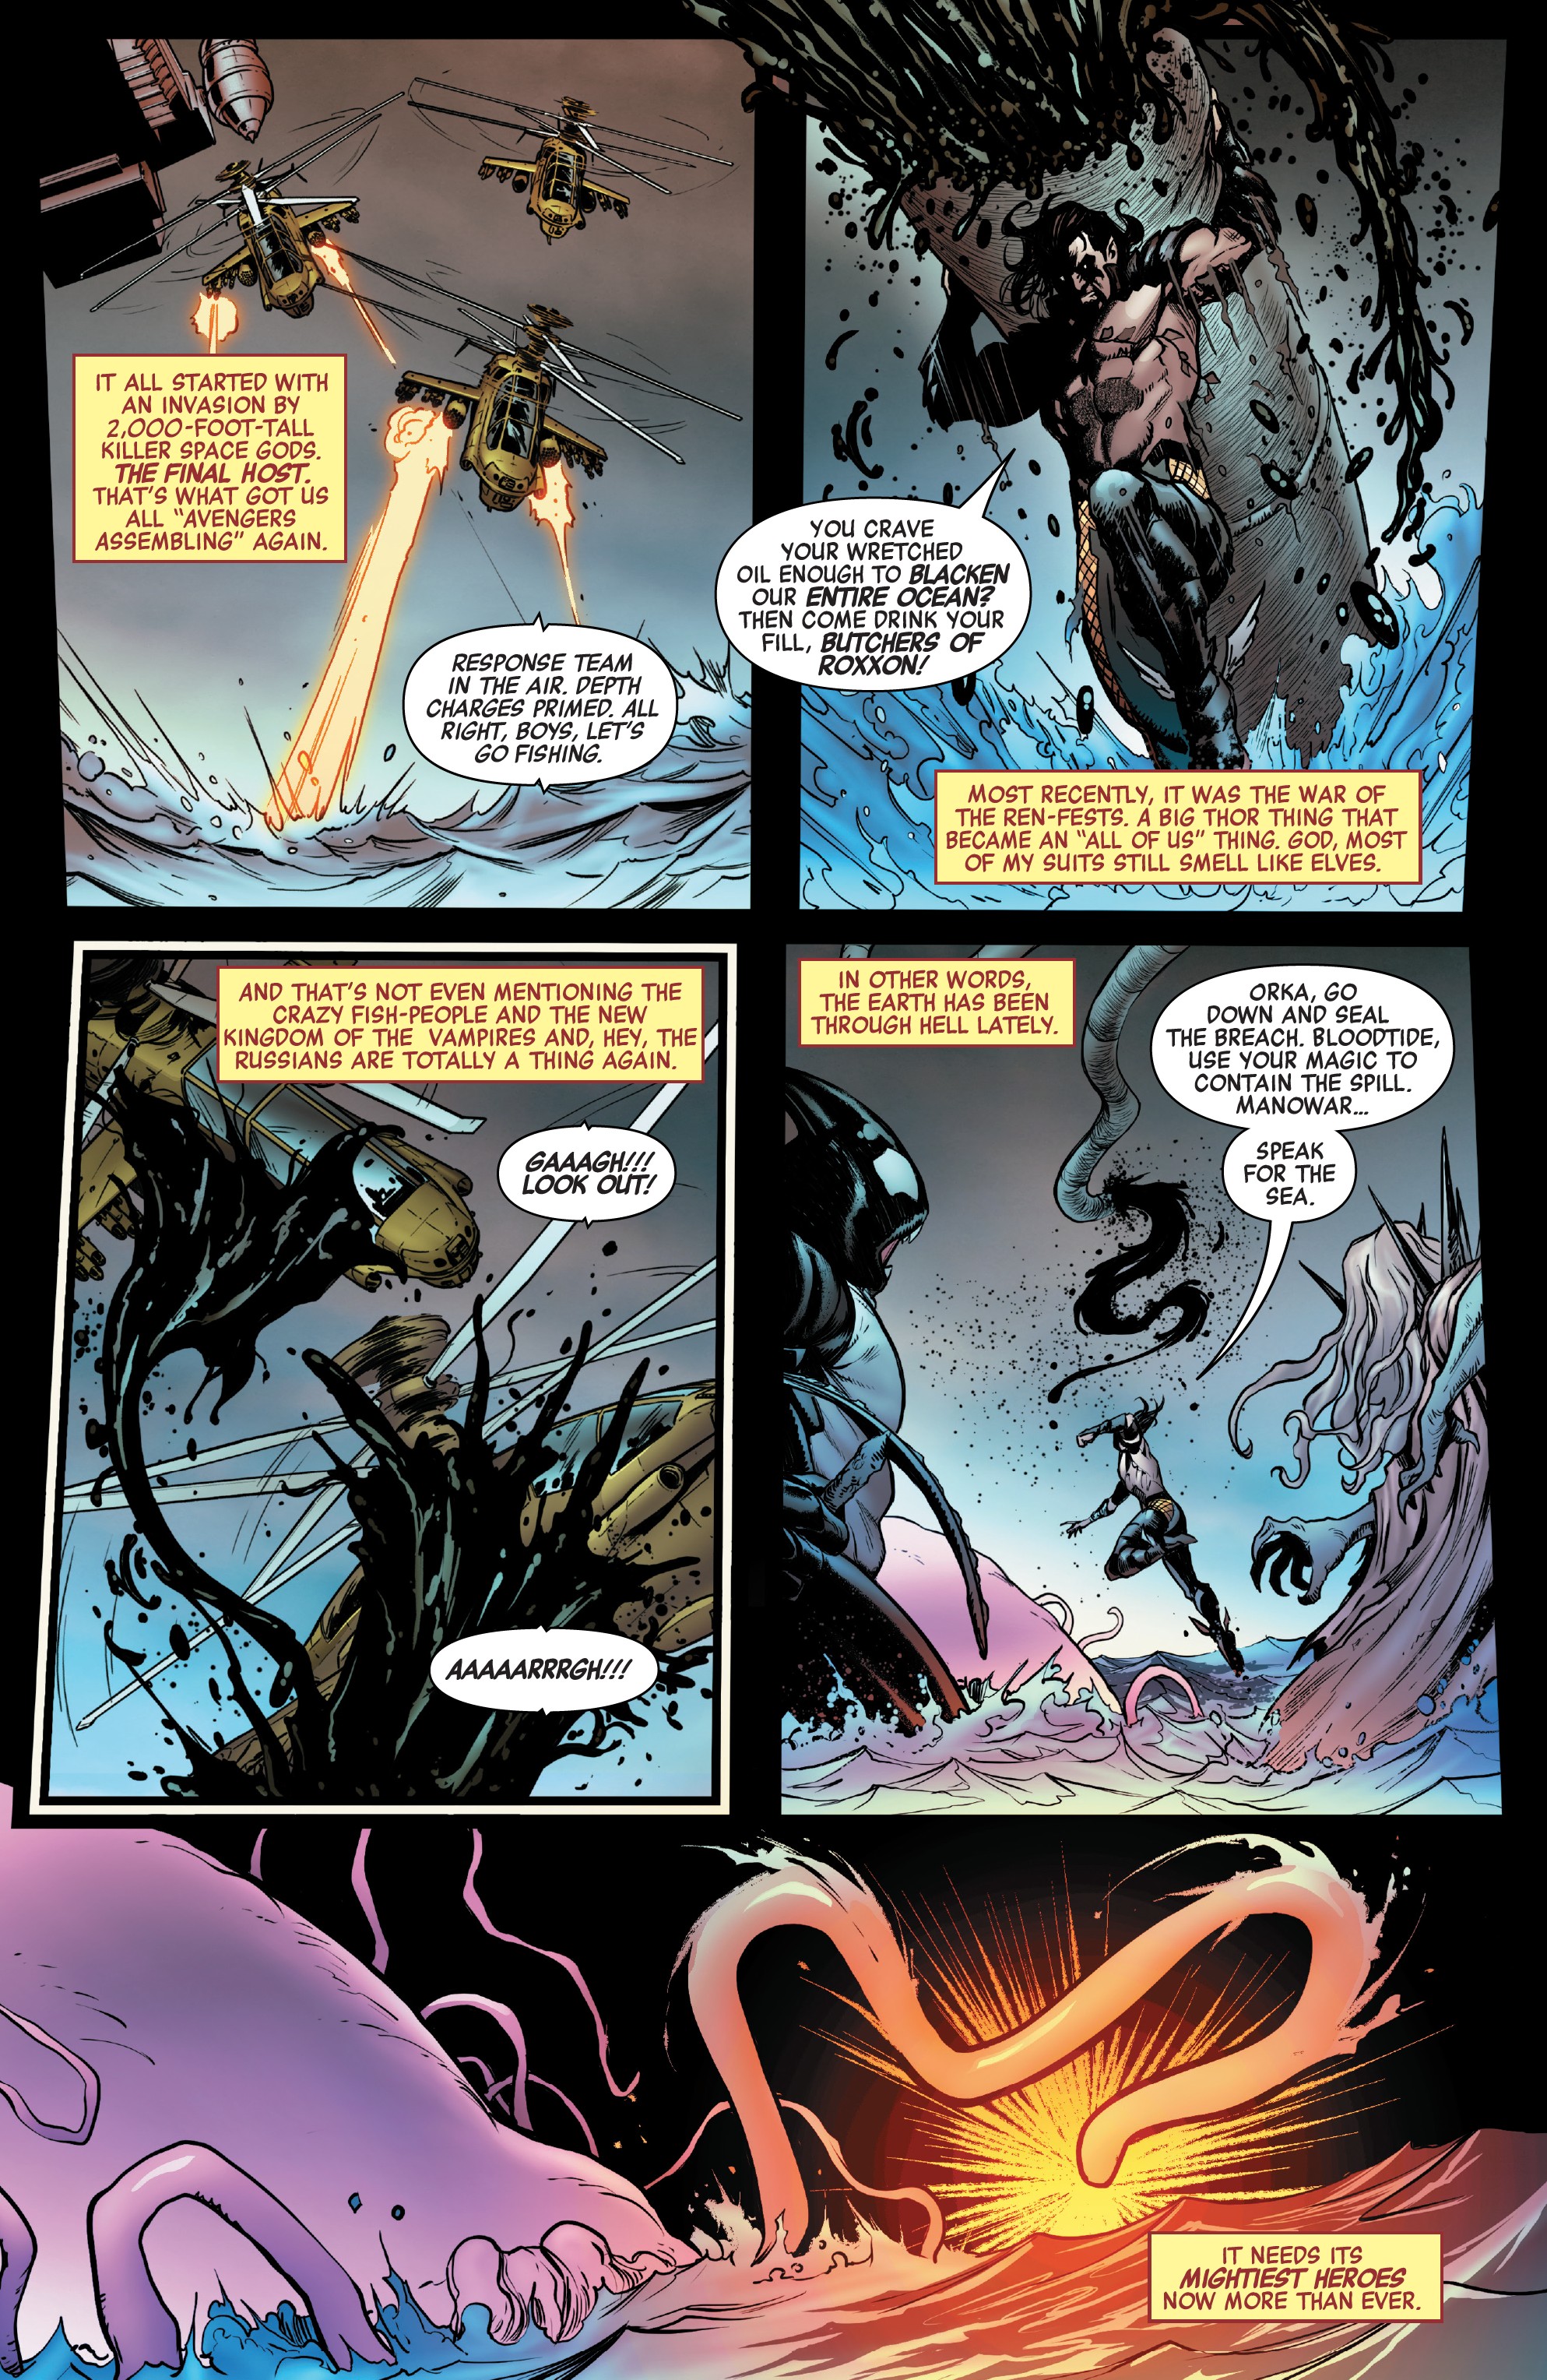 IT ALL STARTED WITH
AN INVASION BY
2,000-FOOT-TALL
KILLER SPACE GODS.
THE FINAL HOST.
THAT'S WHAT GOT US
ALL "AVENGERS
ASSEMBLING" AGAIN.
RESPONSE TEAM
IN THE AIR. DEPTH
CHARGES PRIMED. ALL
RIGHT, BOYS, LET'S
GO FISHING.
YOU CRAVE
YOUR WRETCHED
OIL ENOUGH TO BLACKEN
OUR ENTIRE OCEAN?
THEN COME DRINK YOUR
FILL, BUTCHERS OF
ROXXON!
MOST RECENTLY, IT WAS THE WAR OF
THE REN-FESTS. A BIG THOR THING THAT
BECAME AN "ALL OF US" THING. GOD, MOST
OF MY SUITS STILL SMELL LIKE ELVES.
AND THAT'S NOT EVEN MENTIONING THE
CRAZY FISH-PEOPLE AND THE NEW
KINGDOM OF THE VAMPIRES AND, HEY, THE
RUSSIANS ARE TOTALLY A THING AGAIN.
GAAAGH!!!
LOOK OUT!
AAAAARRRGH!!!
IN OTHER WORDS,
THE EARTH HAS BEEN
THROUGH HELL LATELY.
ORKA, GO
DOWN AND SEAL
THE BREACH. BLOODTIDE,
USE YOUR MAGIC TO
CONTAIN THE SPILL.
MANOWAR...
SPEAK
FOR THE
SEA.
IT NEEDS ITS
MIGHTIEST HEROES
NOW MORE THAN EVER.